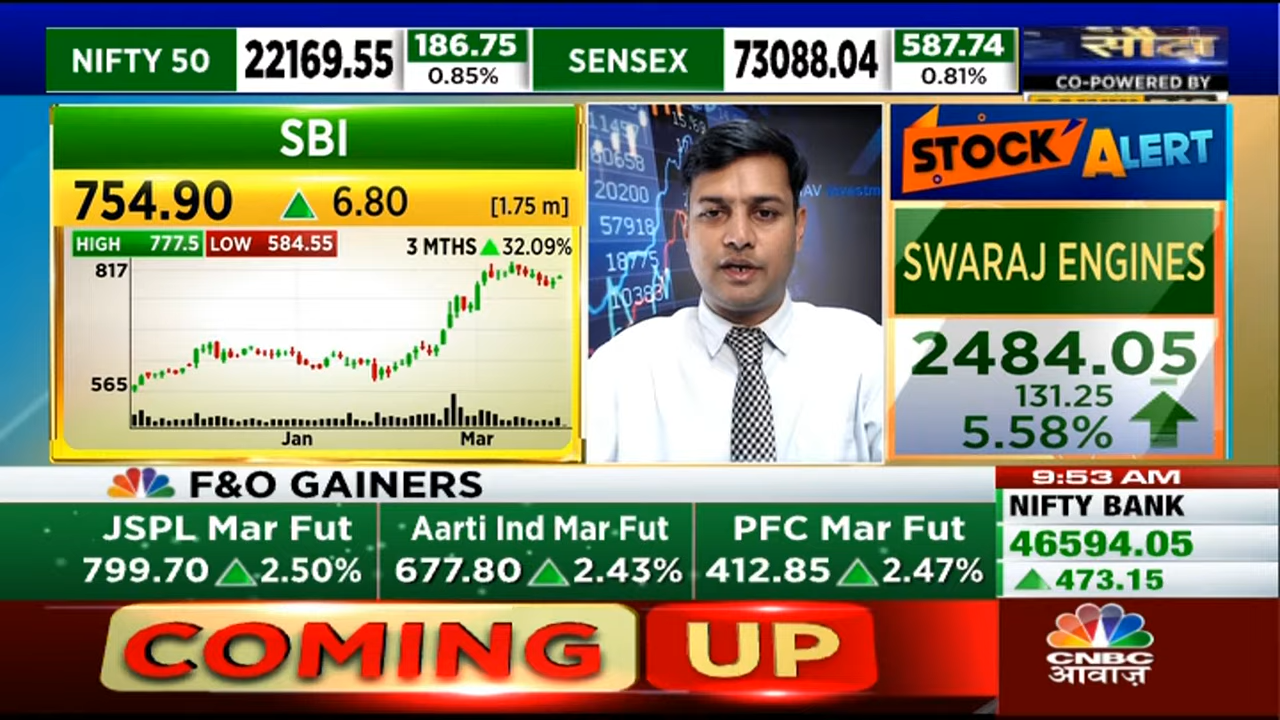 NIFTY 50 22169.55 186.75 0.85% SENSEX 73088.04 587.74 0.81%
सौदा
CO-POWERED BY
SBI
754.90 6.80 [1.75 m]
HIGH 777.5 LOW 584.55 3 MTHS 32.09%
817
565
Jan Mar
20200
57918
18775
10383
STOCK ALERT
SWARAJ ENGINES
2484.05
131.25
5.58%
F&O GAINERS
JSPL Mar Fut Aarti Ind Mar Fut PFC Mar Fut
799.70 2.50% 677.80 2.43% 412.85 2.47%
9:53 AM
NIFTY BANK
46594.05
473.15
COMING UP
CNBC
आवाज़